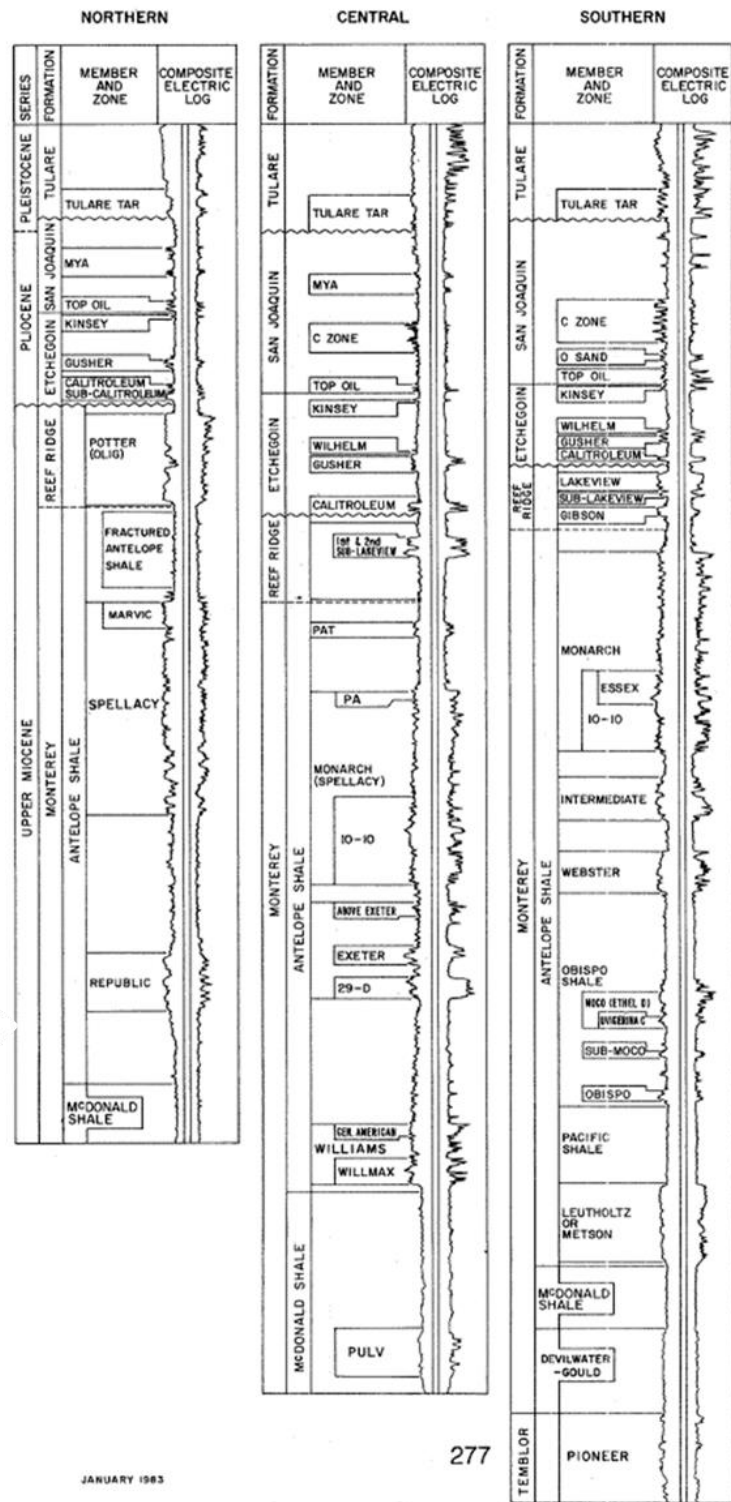 NORTHERN
SERIES
FORMATION
MEMBER
AND
ZONE
COMPOSITE
ELECTRIC
LOG
PLEISTOCENE
PLIOCENE
UPPER MIOCENE
TULARE
SAN JOAQUIN
ETCHEGOIN
REEF RIDGE
MONTEREY
ANTELOPE SHALE
TULARE TAR
MYA
TOP OIL
KINSEY
GUSHER
CALITROLEUM
SUB-CALITROLEUM
POTTER
(OLIG)
FRACTURED
ANTELOPE
SHALE
MARVIC
SPELLACY
REPUBLIC
McDONALD
SHALE
CENTRAL
FORMATION
MEMBER
AND
ZONE
COMPOSITE
ELECTRIC
LOG
TULARE
SAN JOAQUIN
ETCHEGOIN
REEF RIDGE
MONTEREY
ANTELOPE SHALE
McDONALD SHALE
TULARE TAR
MYA
C ZONE
TOP OIL
KINSEY
WILHELM
GUSHER
CALITROLEUM
1st & 2nd
SUB-LAKEVIEW
PAT
PA
MONARCH
(SPELLACY)
10-10
ABOVE EXETER
EXETER
29-D
GEN. AMERICAN
WILLIAMS
WILLMAX
PULV
SOUTHERN
FORMATION
MEMBER
AND
ZONE
COMPOSITE
ELECTRIC
LOG
TULARE
SAN JOAQUIN
ETCHEGOIN
REEF
RIDGE
MONTEREY
ANTELOPE SHALE
TEMBLOR
TULARE TAR
C ZONE
O SAND
TOP OIL
KINSEY
WILHELM
GUSHER
CALITROLEUM
LAKEVIEW
SUB-LAKEVIEW
GIBSON
MONARCH
ESSEX
10-10
INTERMEDIATE
WEBSTER
OBISPO
SHALE
MOCO (ETHEL D)
UVIGERINA C
SUB-MOCO
OBISPO
PACIFIC
SHALE
LEUTHOLTZ
OR
METSON
McDONALD
SHALE
DEVILWATER
-GOULD
PIONEER
277
JANUARY 1983